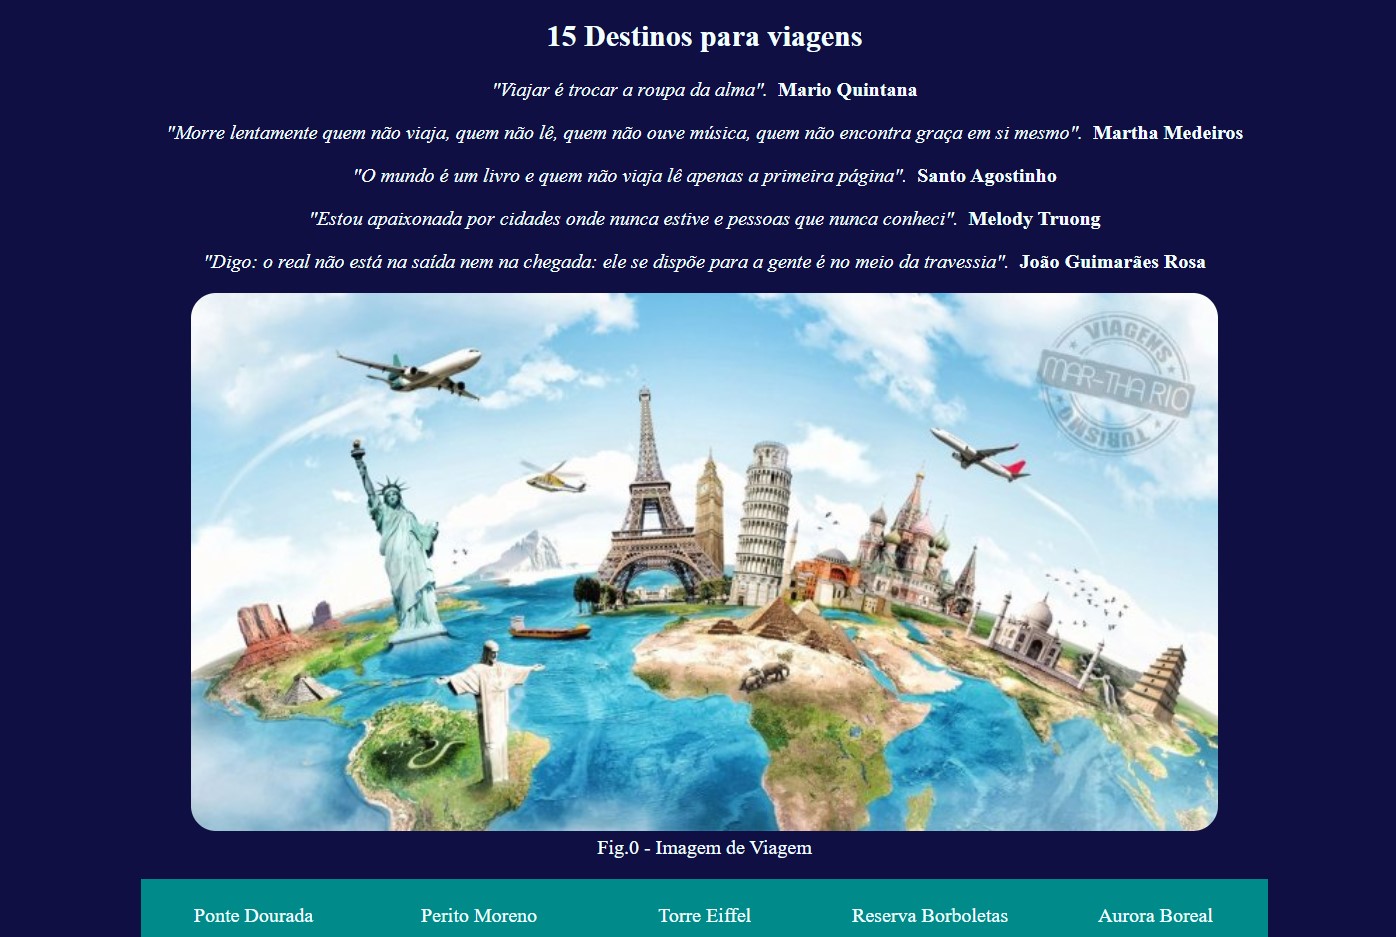 15 Destinos para viagens
"Viajar é trocar a roupa da alma". Mario Quintana
"Morre lentamente quem não viaja, quem não lê, quem não ouve música, quem não encontra graça em si mesmo". Martha Medeiros
"O mundo é um livro e quem não viaja lê apenas a primeira página". Santo Agostinho
"Estou apaixonada por cidades onde nunca estive e pessoas que nunca conheci". Melody Truong
"Digo: o real não está na saída nem na chegada: ele se dispõe para a gente é no meio da travessia". João Guimarães Rosa
VIAGENS
MAR-THA RIO
TURISMO
Fig.0 - Imagem de Viagem
Ponte Dourada Perito Moreno Torre Eiffel Reserva Borboletas Aurora Boreal